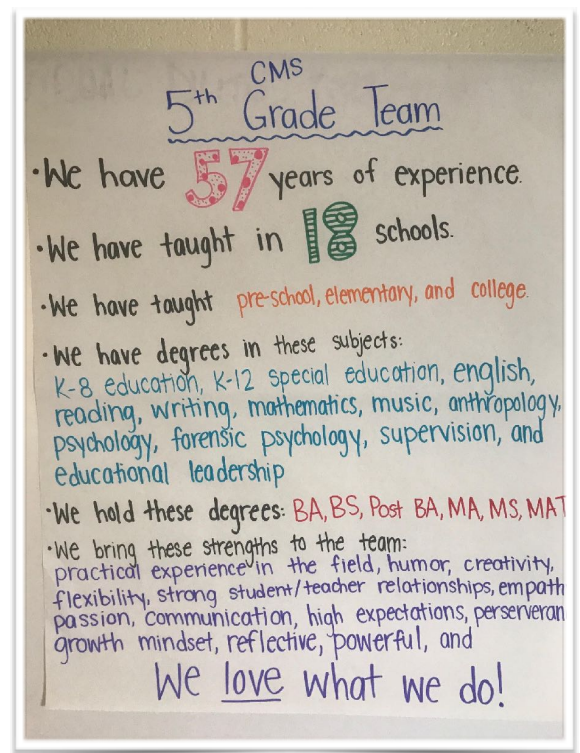 CMS
5th Grade Team
·We have 57 years of experience.
·We have taught in 18 schools.
·We have taught pre-school, elementary, and college.
·We have degrees in these subjects:
K-8 education, K-12 special education, english,
reading, writing, mathematics, music, anthropology,
psychology, forensic psychology, supervision, and
educational leadership
·We hold these degrees: BA, BS, Post BA, MA, MS, MAT
·We bring these strengths to the team:
practical experience in the field, humor, creativity,
flexibility, strong student/teacher relationships, empath
passion, communication, high expectations, perserveran
growth mindset, reflective, powerful, and
We love what we do!